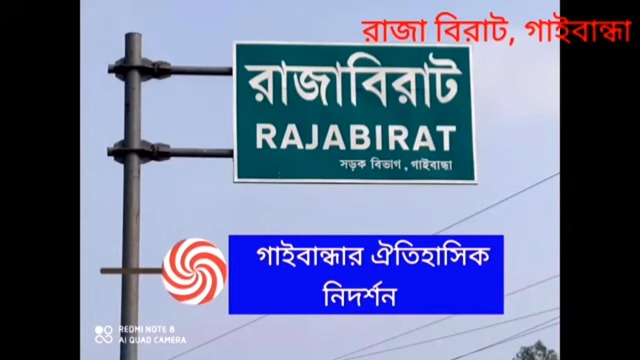 রাজা বিরাট, গাইবান্ধা
রাজাবিরাট
RAJABIRAT
সড়ক বিভাগ, গাইবান্ধা
গাইবান্ধার ঐতিহাসিক
নিদর্শন
REDMI NOTE 8
AI QUAD CAMERA